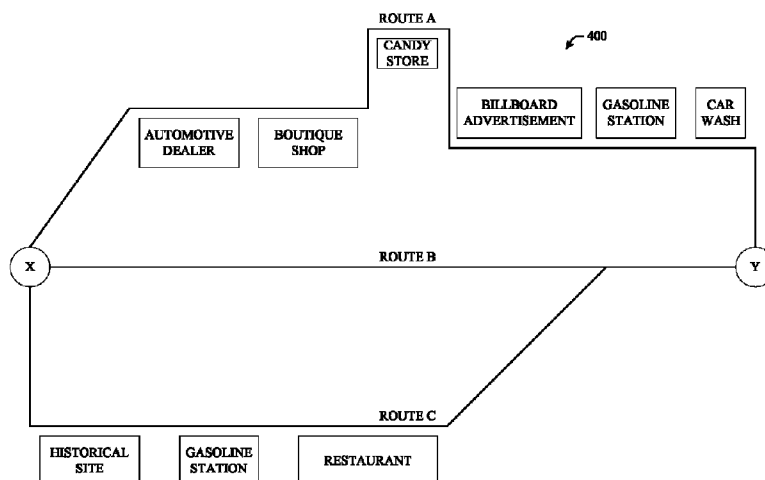 ROUTE A
400
CANDY
STORE
BILLBOARD
ADVERTISEMENT
GASOLINE
STATION
CAR
WASH
AUTOMOTIVE
DEALER
BOUTIQUE
SHOP
X
ROUTE B
Y
ROUTE C
HISTORICAL
SITE
GASOLINE
STATION
RESTAURANT